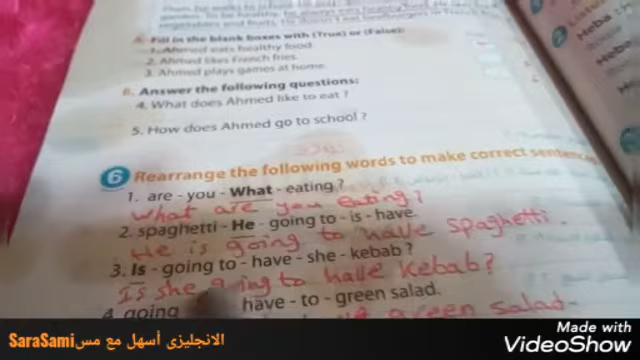 A- Fill in the blank boxes with (True) or (False):
1. Ahmed eats healthy food.
2. Ahmed likes French fries.
3. Ahmed plays games at home.
B. Answer the following questions:
4. What does Ahmed like to eat ?
5. How does Ahmed go to school ?
6 Rearrange the following words to make correct
1. are - you - What - eating ?
What are you eating?
2. spaghetti - He - going to - is - have.
He is going to have spaghetti.
3. Is - going to - have - she - kebab ?
Is she going to have kebab?
4. going have - to - green salad.
green salad.
2
Heba
الانجليزى أسهل مع مس SaraSami
Made with
VideoShow